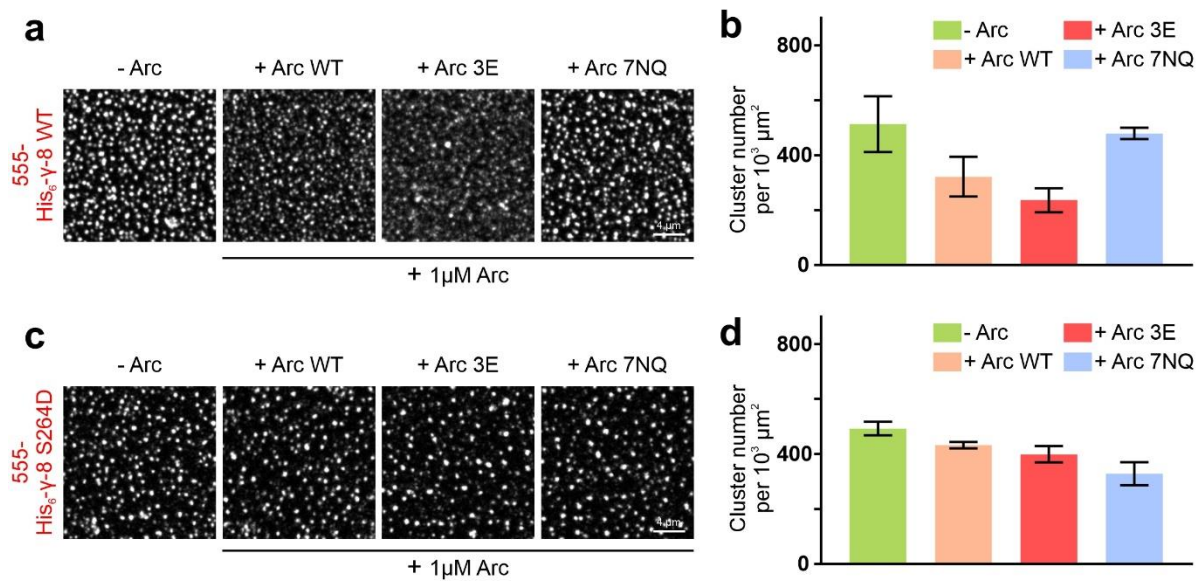 a
- Arc
+ Arc WT
+ Arc 3E
+ Arc 7NQ
555-
His₆-γ-8 WT
4 μm
+ 1μM Arc
b
Cluster number
per 10³ μm²
800
400
0
- Arc
+ Arc 3E
+ Arc WT
+ Arc 7NQ
c
- Arc
+ Arc WT
+ Arc 3E
+ Arc 7NQ
555-
His₆-γ-8 S264D
4 μm
+ 1μM Arc
d
Cluster number
per 10³ μm²
800
400
0
- Arc
+ Arc 3E
+ Arc WT
+ Arc 7NQ